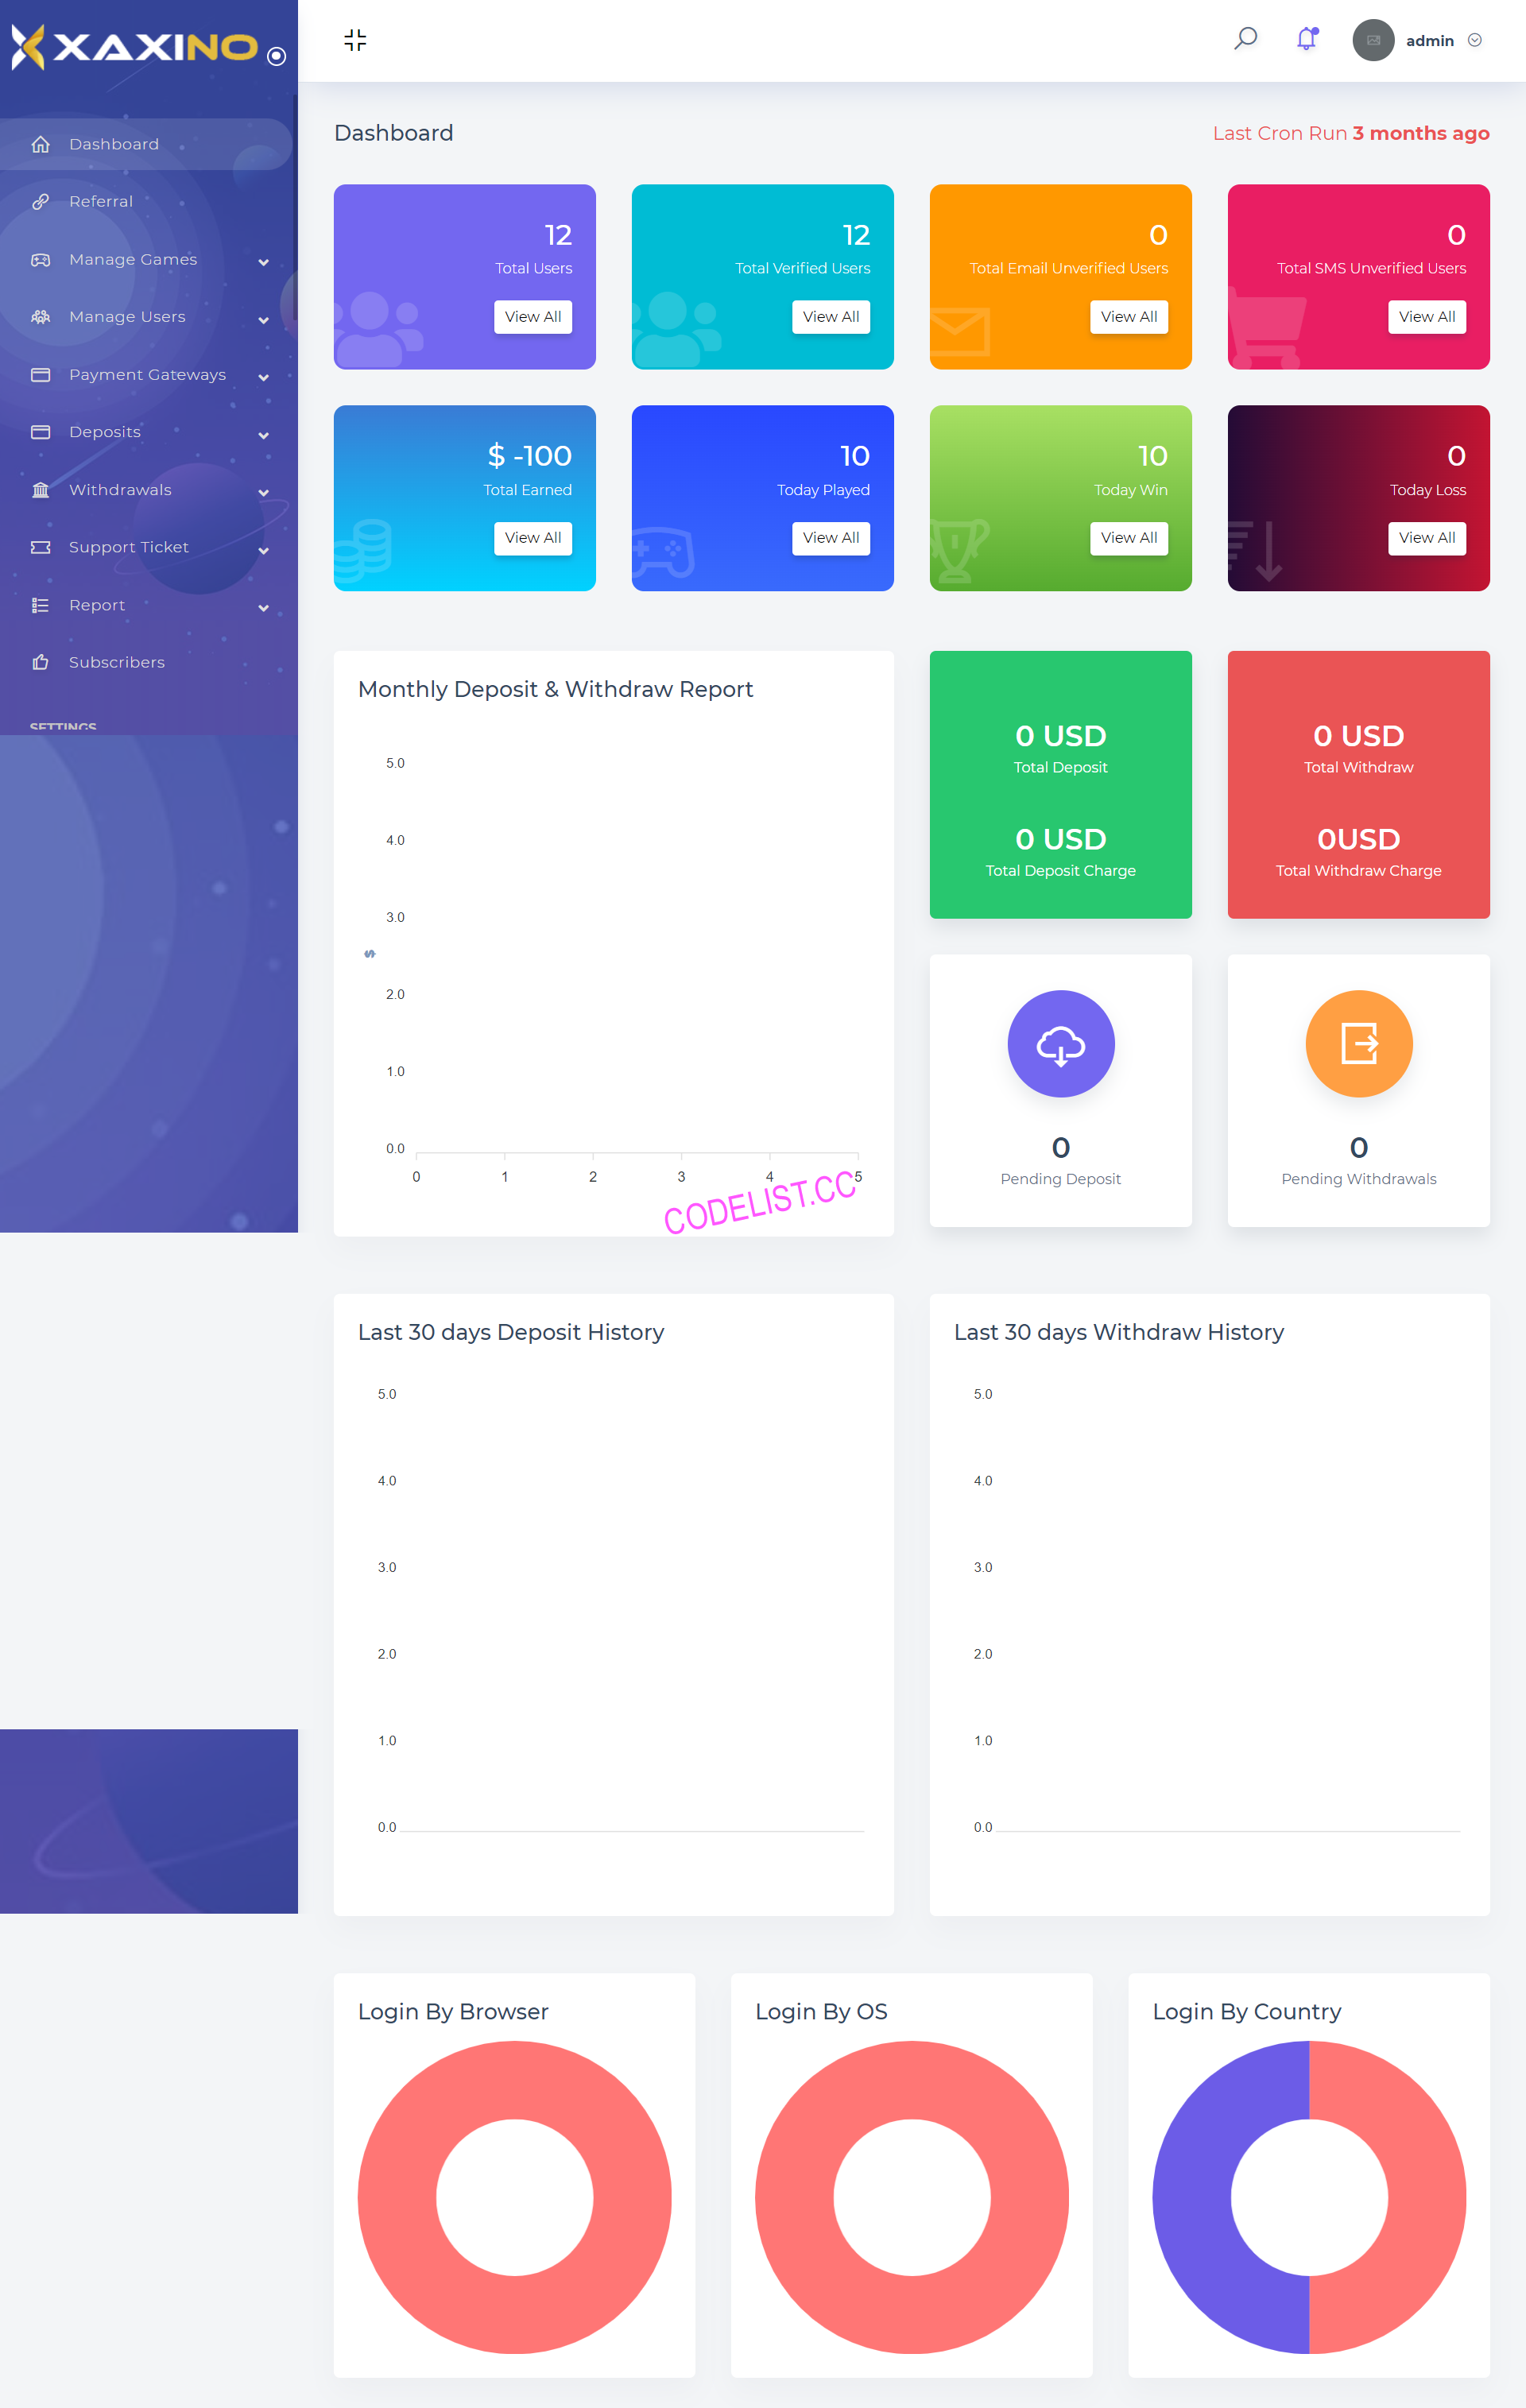 XAXINO
admin
Dashboard
Referral
Manage Games
Manage Users
Payment Gateways
Deposits
Withdrawals
Support Ticket
Report
Subscribers
SETTINGS
Dashboard
Last Cron Run 3 months ago
12
Total Users
View All
12
Total Verified Users
View All
0
Total Email Unverified Users
View All
0
Total SMS Unverified Users
View All
$ -100
Total Earned
View All
10
Today Played
View All
10
Today Win
View All
0
Today Loss
View All
Monthly Deposit & Withdraw Report
5.0
4.0
3.0
$
2.0
1.0
0.0
0 1 2 3 4 5
CODELIST.CC
0 USD
Total Deposit
0 USD
Total Deposit Charge
0 USD
Total Withdraw
0USD
Total Withdraw Charge
0
Pending Deposit
0
Pending Withdrawals
Last 30 days Deposit History
5.0
4.0
3.0
2.0
1.0
0.0
Last 30 days Withdraw History
5.0
4.0
3.0
2.0
1.0
0.0
Login By Browser
Login By OS
Login By Country